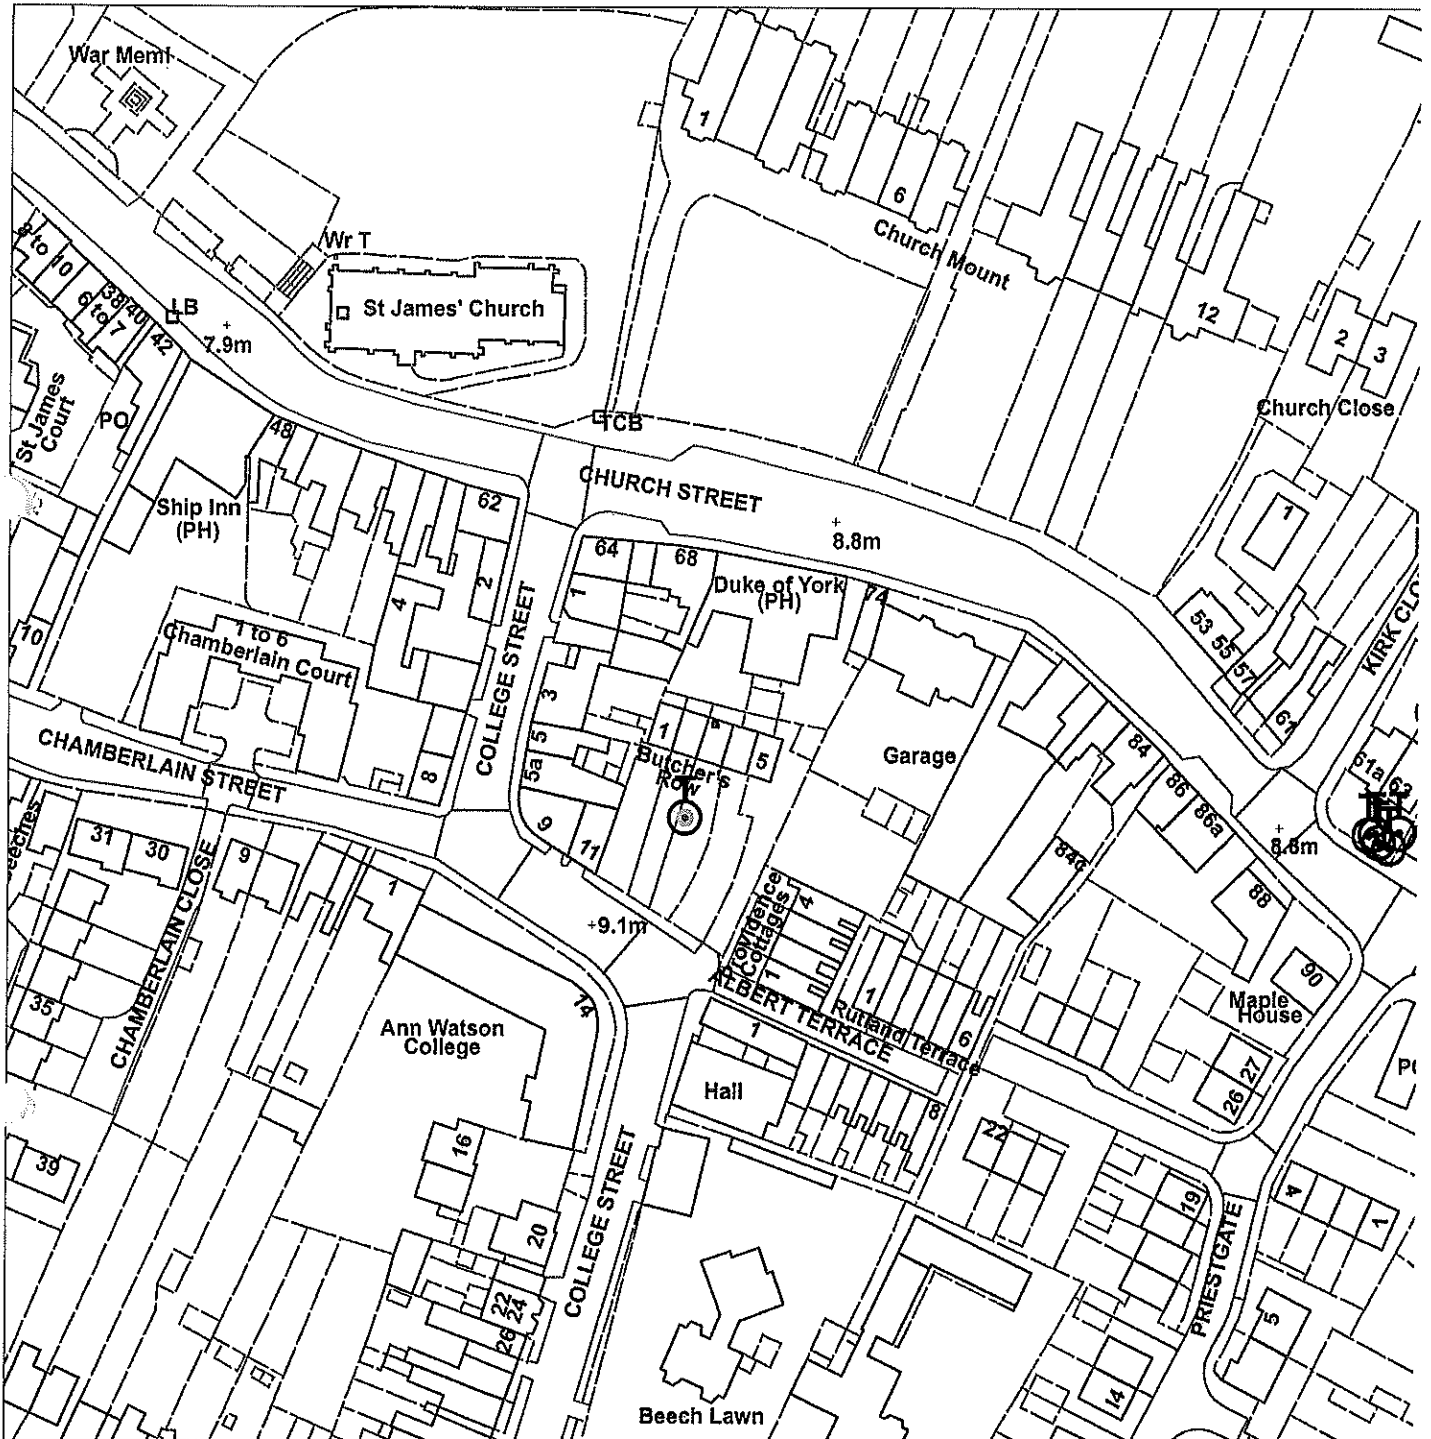 War Meml
Wr T
St James' Church
1
6
Church Mount
12
2
3
Church Close
8 to 10
6 to 7
38
40
42
LB
7.9m
St James
Court
PO
48
Ship Inn
(PH)
62
TCB
CHURCH STREET
8.8m
64
68
Duke of York
(PH)
74
1
2
4
10
1 to 6
Chamberlain Court
COLLEGE STREET
1
3
5
5a
9
11
8
1
5
Butcher's
Row
Garage
53
55
57
61
KIRK CLO
61a
63
84
86
86a
84c
8.8m
88
90
Maple
House
27
26
CHAMBERLAIN STREET
31
30
9
1
CHAMBERLAIN CLOSE
35
39
9.1m
14
Ann Watson
College
Providence
Cottages
4
1
ALBERT TERRACE
1
Rutland Terrace
6
1
8
Hall
22
16
20
22
24
26
COLLEGE STREET
Beech Lawn
19
PRIESTGATE
4
1
5
14